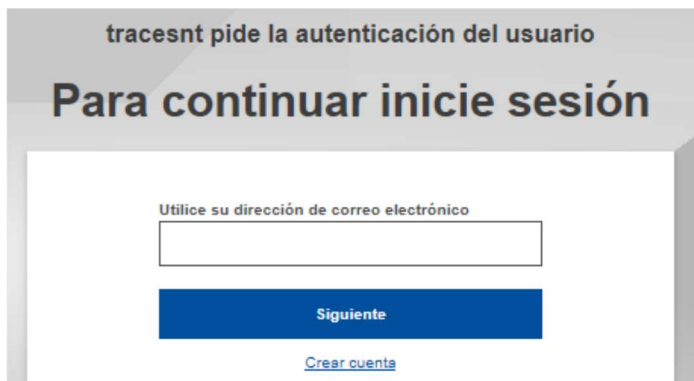 tracesnt pide la autenticación del usuario
Para continuar inicie sesión
Utilice su dirección de correo electrónico
Siguiente
Crear cuenta